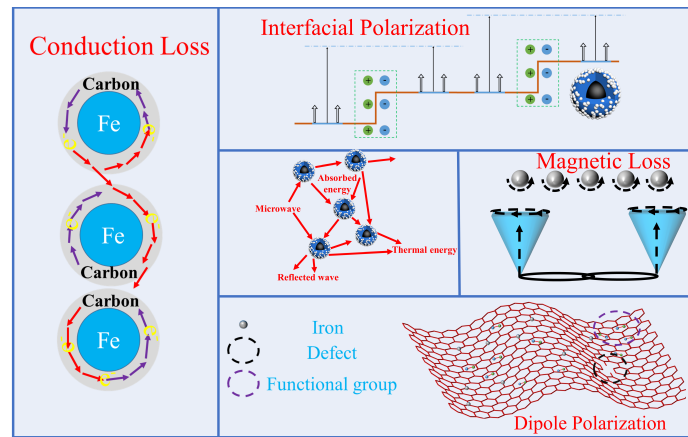 Conduction Loss
Carbon
Fe
Fe
Carbon
Carbon
Fe
Interfacial Polarization
+ -
+ -
+ -
+ -
+ -
+ -
Absorbed
energy
Microwave
Thermal energy
Reflected wave
Magnetic Loss
Iron
Defect
Functional group
Dipole Polarization